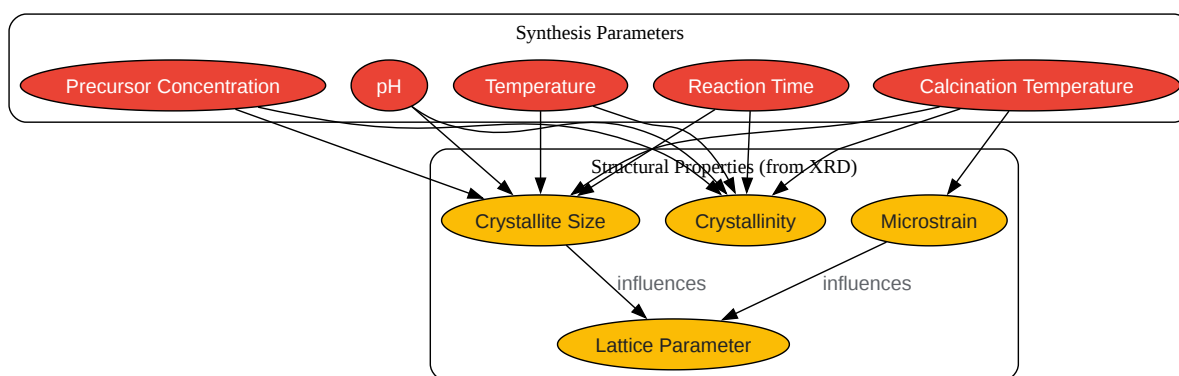 Synthesis Parameters
Precursor Concentration
pH
Temperature
Reaction Time
Calcination Temperature
Structural Properties (from XRD)
Crystallite Size
Crystallinity
Microstrain
influences
influences
Lattice Parameter